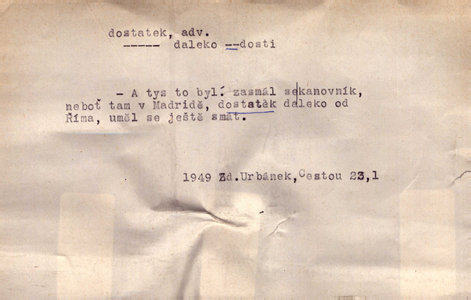 dostatek, adv.
----- daleko --dosti
- A tys to byl: zasmál se kanovník,
neboť tam v Madridě, dostatek daleko od
Říma, uměl se ještě smát.
1949 Zd.Urbánek,Cestou 23,1